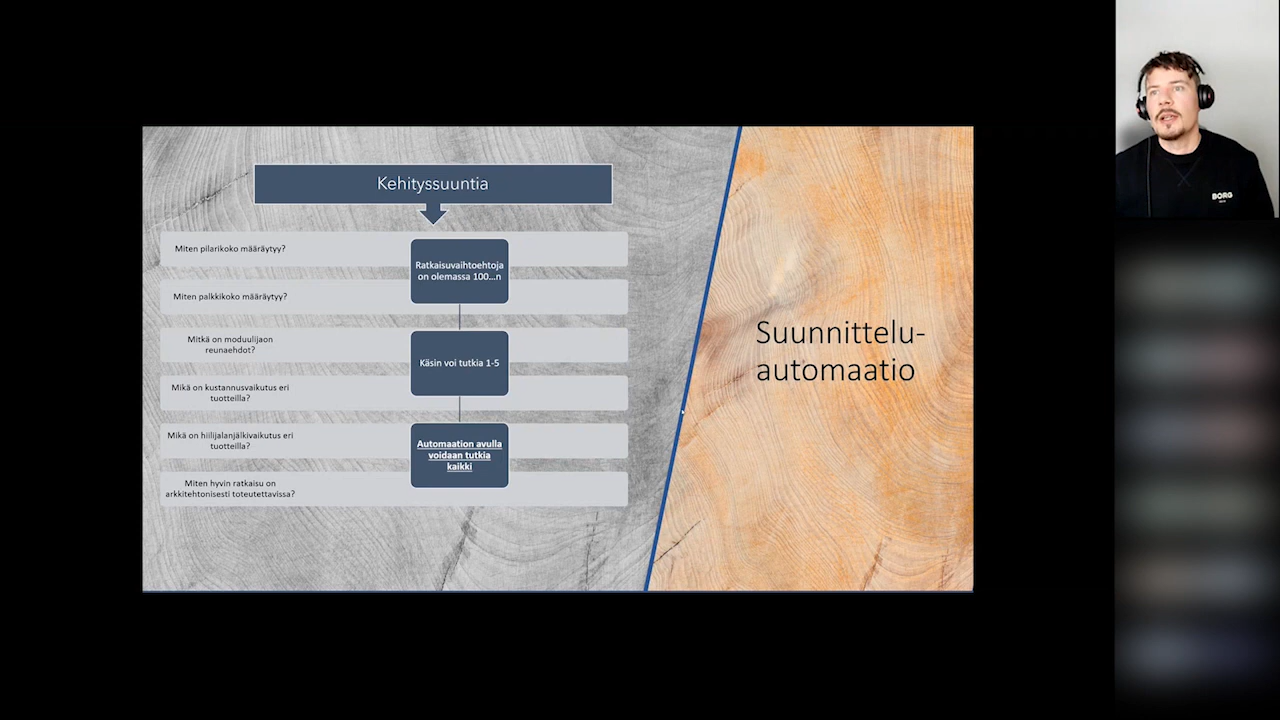 Kehityssuuntia
Miten pilarikoko määräytyy?
Miten palkkikoko määräytyy?
Mitkä on moduulijaon
reunaehdot?
Mikä on kustannusvaikutus eri
tuotteilla?
Mikä on hiilijalanjälkivaikutus eri
tuotteilla?
Miten hyvin ratkaisu on
arkkitehtonisesti toteutettavissa?
Ratkaisuvaihtoehtoja
on olemassa 100...n
Käsin voi tutkia 1-5
Automaation avulla
voidaan tutkia
kaikki
Suunnittelu-
automaatio
BORG